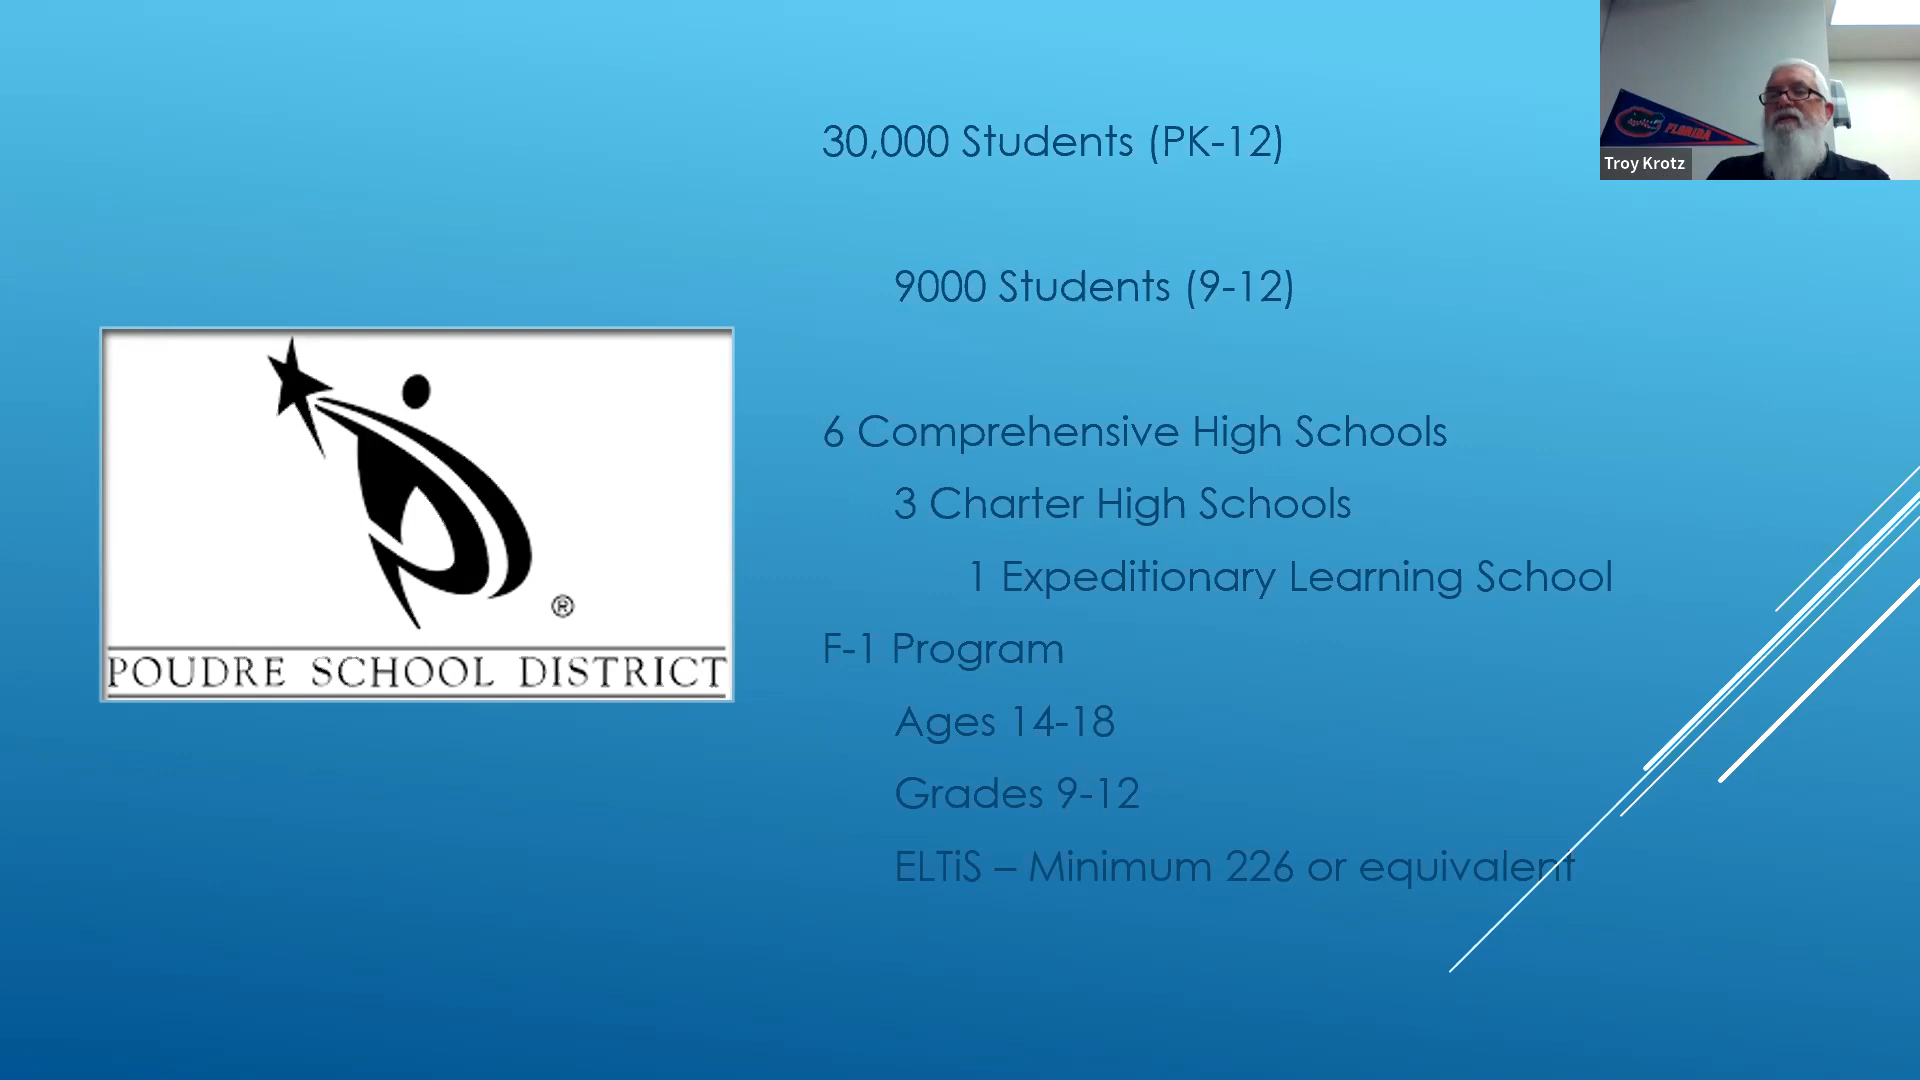 30,000 Students (PK-12)
9000 Students (9-12)
6 Comprehensive High Schools
3 Charter High Schools
1 Expeditionary Learning School
F-1 Program
Ages 14-18
Grades 9-12
ELTiS – Minimum 226 or equivalent
®
POUDRE SCHOOL DISTRICT
FLORIDA
Troy Krotz